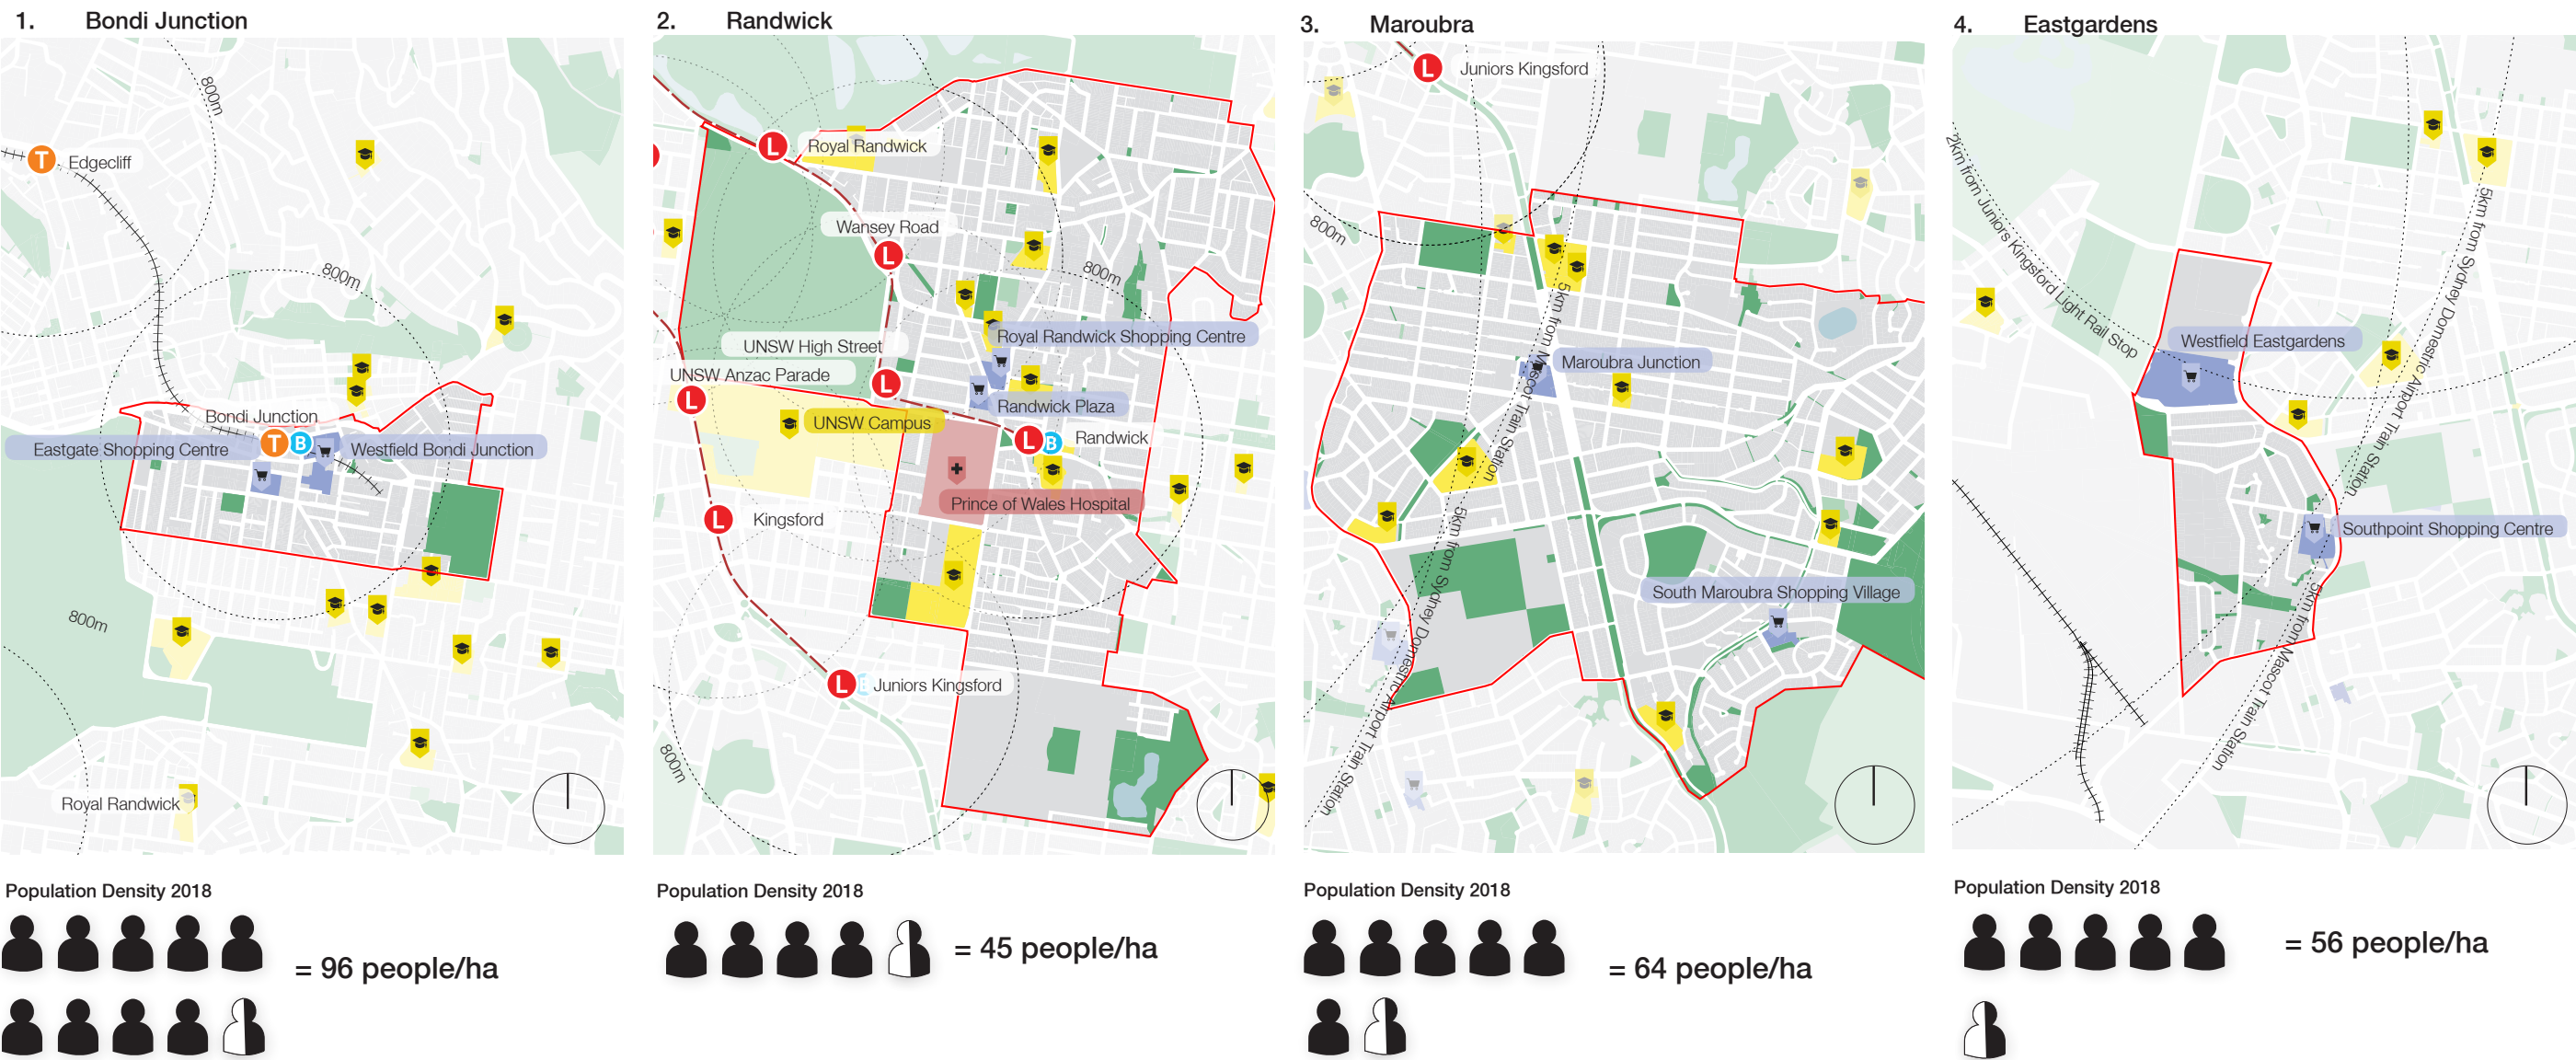 1. Bondi Junction
800m
T Edgecliff
800m
Bondi Junction
T B
Eastgate Shopping Centre
Westfield Bondi Junction
800m
Royal Randwick
Population Density 2018
= 96 people/ha
2. Randwick
L Royal Randwick
Wansey Road
L
800m
Royal Randwick Shopping Centre
UNSW High Street
L
UNSW Anzac Parade
L
Randwick Plaza
UNSW Campus
L B Randwick
Prince of Wales Hospital
L Kingsford
L Juniors Kingsford
800m
Population Density 2018
= 45 people/ha
3. Maroubra
L Juniors Kingsford
800m
5km from Mascot Train Station
Maroubra Junction
5km from Sydney Domestic Airport Train Station
South Maroubra Shopping Village
Population Density 2018
= 64 people/ha
4. Eastgardens
2km from Juniors Kingsford Light Rail Stop
5km from Sydney Domnestric Airport Train Station
Westfield Eastgardens
Southpoint Shopping Centre
5km from Mascot Train Station
Population Density 2018
= 56 people/ha